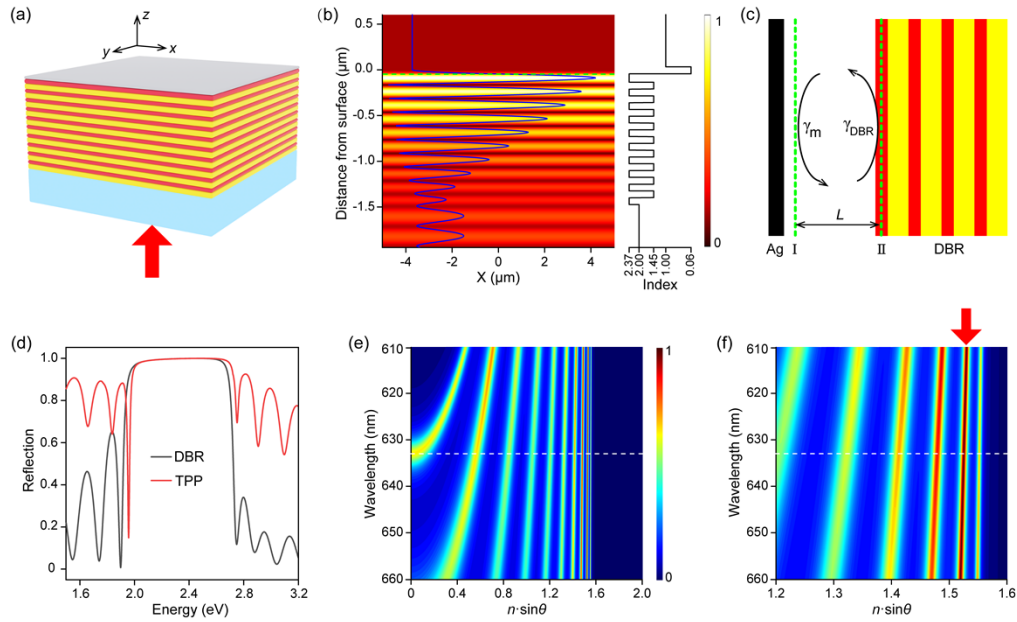 (a)
z
y
x
(b)
Distance from surface (μm)
0.0
-0.5
-1.0
-1.5
-4
-2
0
2
4
X (μm)
2.37
2.00
1.45
1.00
0.06
Index
1
0
(c)
γm
γDBR
L
Ag
I
II
DBR
(d)
Reflection
1.0
0.8
0.6
0.4
0.2
0
DBR
TPP
1.6
2.0
2.4
2.8
3.2
Energy (eV)
(e)
Wavelength (nm)
610
620
630
640
650
660
0
0.4
0.8
1.2
1.6
2.0
n·sinθ
1
0
(f)
Wavelength (nm)
610
620
630
640
650
660
1.2
1.3
1.4
1.5
1.6
n·sinθ